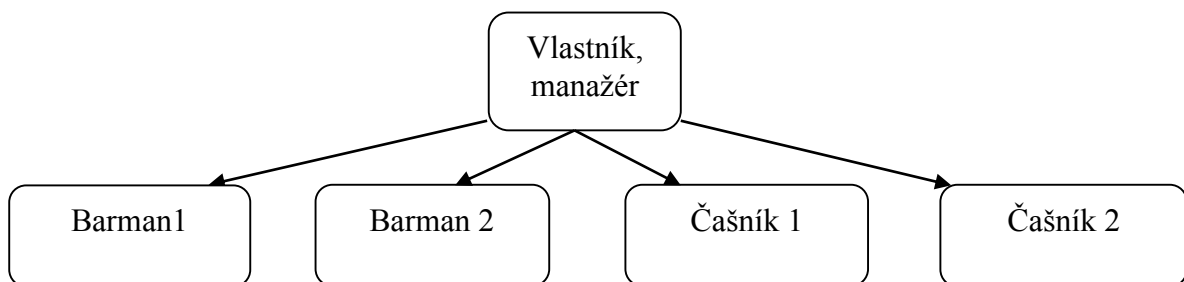 Vlastník,
manažér
Barman1
Barman 2
Čašník 1
Čašník 2